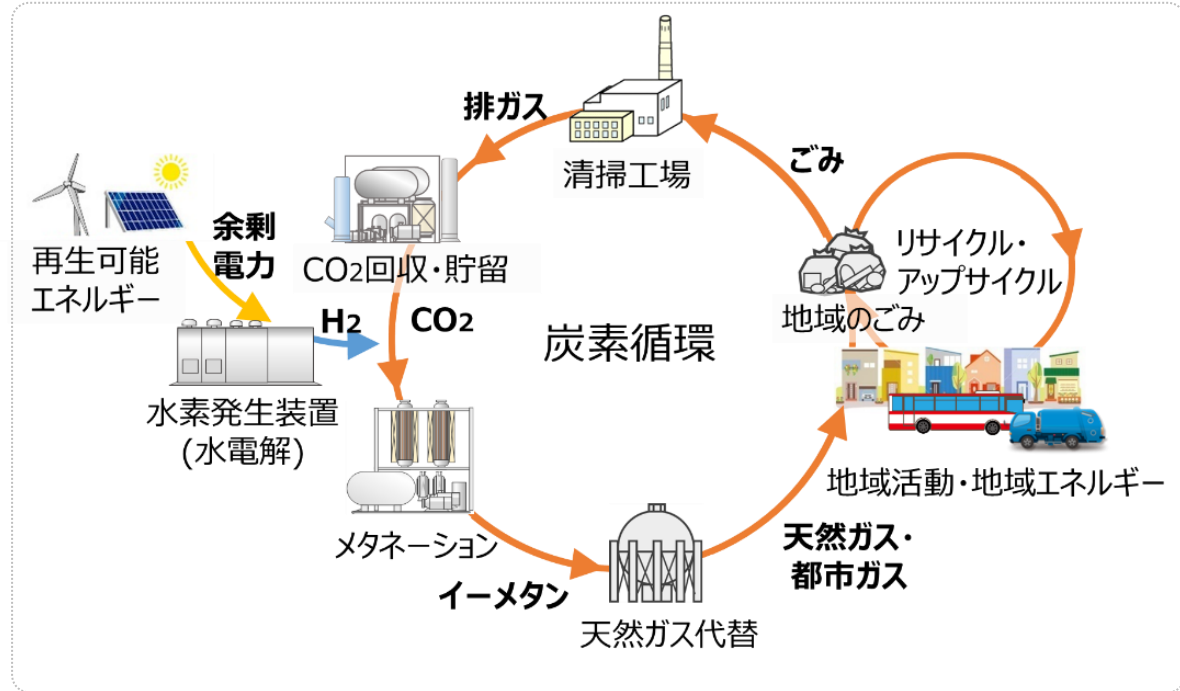 排ガス
清掃工場
ごみ
再生可能
エネルギー
余剰
電力
CO2回収・貯留
リサイクル・
アップサイクル
地域のごみ
H2
CO2
炭素循環
水素発生装置
(水電解)
メタネーション
イーメタン
天然ガス代替
天然ガス・
都市ガス
地域活動・地域エネルギー